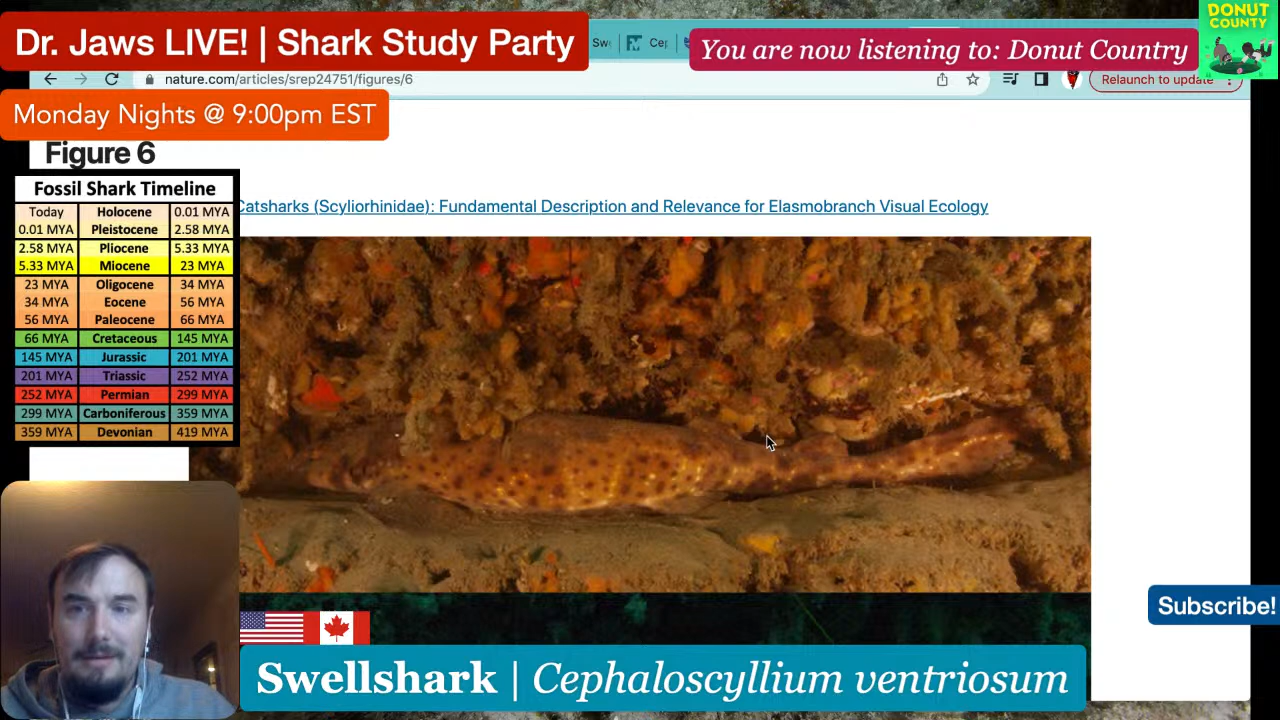 Dr. Jaws LIVE! | Shark Study Party
You are now listening to: Donut Country
DONUT
COUNTY
nature.com/articles/srep24751/figures/6
Relaunch to update
Monday Nights @ 9:00pm EST
Figure 6
Catsharks (Scyliorhinidae): Fundamental Description and Relevance for Elasmobranch Visual Ecology
Fossil Shark Timeline
Today Holocene 0.01 MYA
0.01 MYA Pleistocene 2.58 MYA
2.58 MYA Pliocene 5.33 MYA
5.33 MYA Miocene 23 MYA
23 MYA Oligocene 34 MYA
34 MYA Eocene 56 MYA
56 MYA Paleocene 66 MYA
66 MYA Cretaceous 145 MYA
145 MYA Jurassic 201 MYA
201 MYA Triassic 252 MYA
252 MYA Permian 299 MYA
299 MYA Carboniferous 359 MYA
359 MYA Devonian 419 MYA
Subscribe!
Swellshark | Cephaloscyllium ventriosum